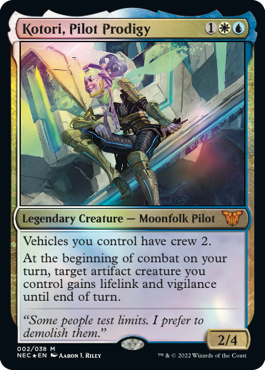 Kotori, Pilot Prodigy 1
Legendary Creature — Moonfolk Pilot
Vehicles you control have crew 2.
At the beginning of combat on your
turn, target artifact creature you
control gains lifelink and vigilance
until end of turn.
“Some people test limits. I prefer to
demolish them.”
2/4
002/038 M
NEC★EN AARON J. RILEY
™ & © 2022 Wizards of the Coast